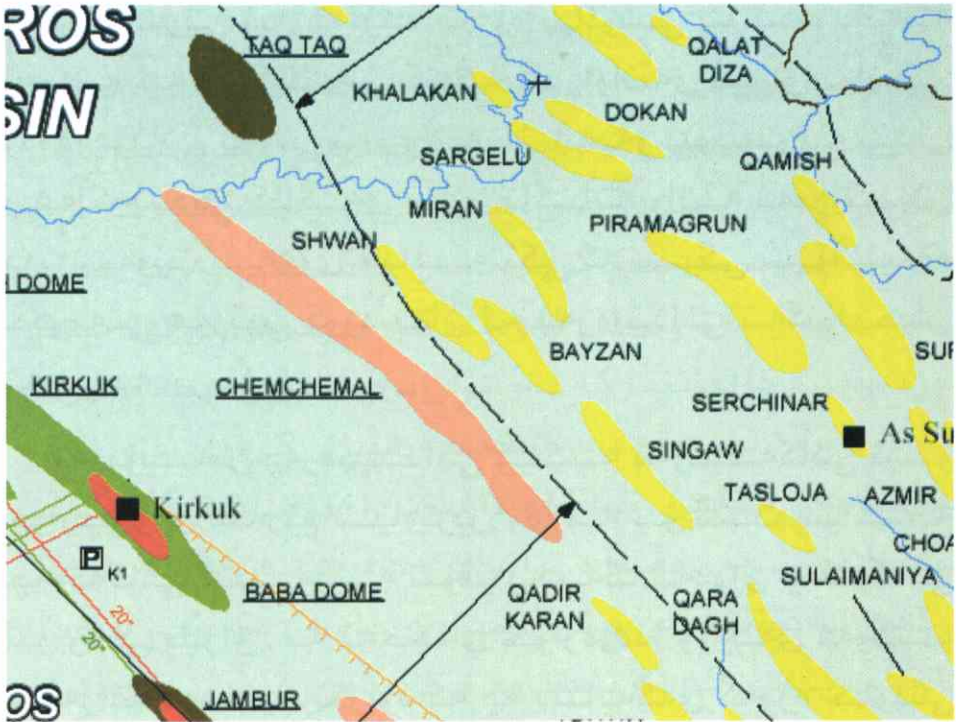 ROS
SIN
TAQ TAQ
QALAT
DIZA
KHALAKAN
DOKAN
SARGELU
QAMISH
MIRAN
PIRAMAGRUN
SHWAN
DOME
BAYZAN
SUR
KIRKUK
CHEMCHEMAL
SERCHINAR
As Su
SINGAW
TASLOJA
AZMIR
Kirkuk
CHOA
P
K1
SULAIMANIYA
BABA DOME
QADIR
KARAN
QARA
DAGH
20"
20"
OS
JAMBUR